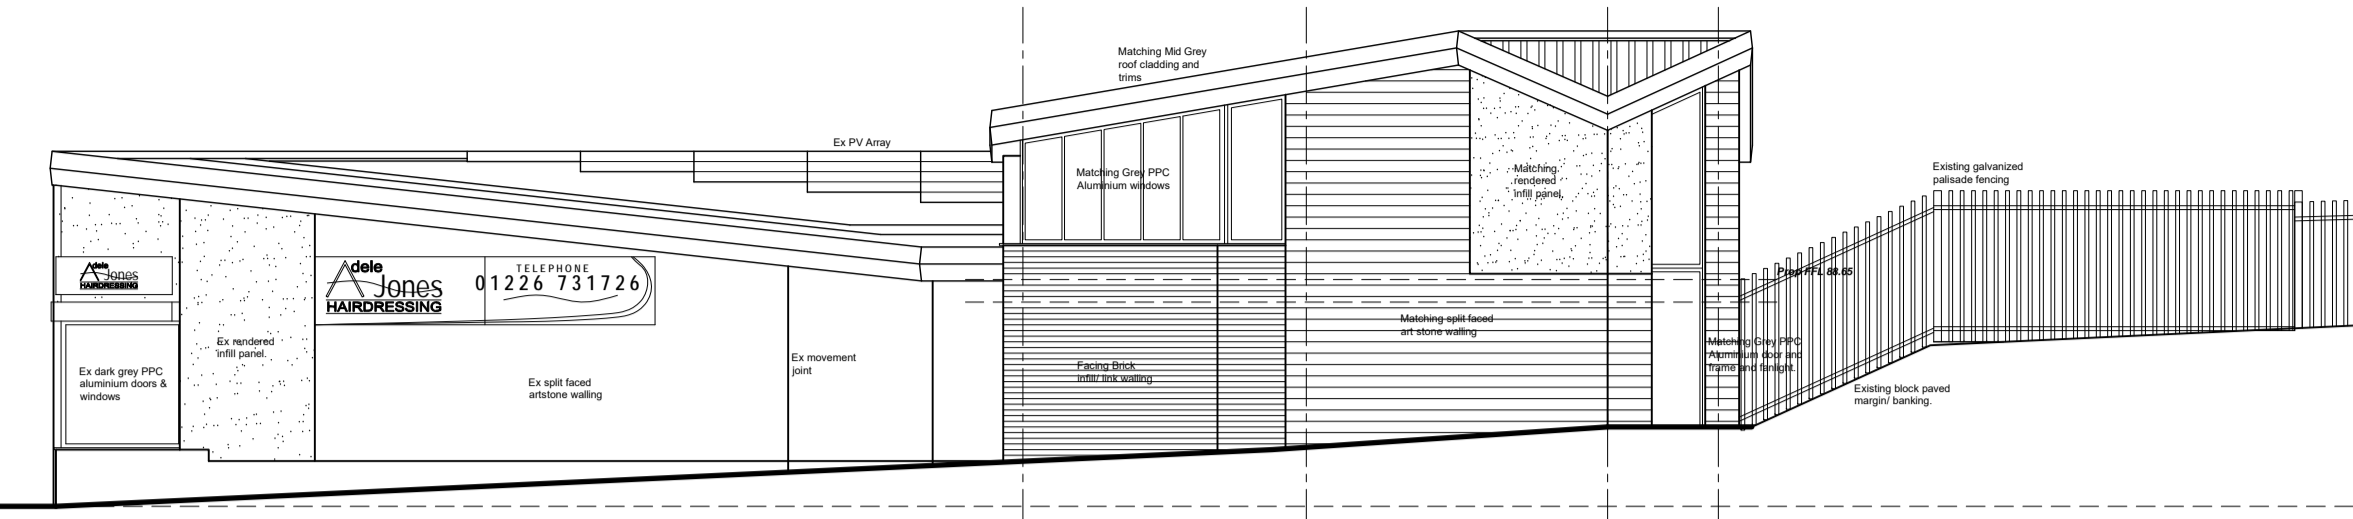 Matching Mid Grey
roof cladding and
trims
Ex PV Array
Matching Grey PPC
Aluminium windows
Matching
rendered
infill panel.
Existing galvanized
palisade fencing
Adele
Jones
HAIRDRESSING
Adele
Jones
HAIRDRESSING
TELEPHONE
01226 731726
Prop FFL 88.65
Ex rendered
infill panel.
Ex dark grey PPC
aluminium doors &
windows
Ex split faced
artstone walling
Ex movement
joint
Facing Brick
infill/ link walling
Matching split faced
art stone walling
Matching Grey PPC
Aluminium door and
frame and fanlight.
Existing block paved
margin/ banking.